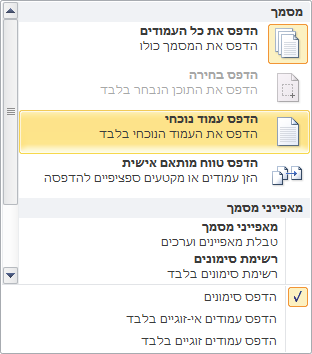 מסמך
הדפס את כל העמודים
הדפס את המסמך כולו
הדפס בחירה
הדפס את התוכן הנבחר בלבד
הדפס עמוד נוכחי
הדפס את העמוד הנוכחי בלבד
הדפס טווח מותאם אישית
הזן עמודים או מקטעים ספציפיים להדפסה
מאפייני מסמך
מאפייני מסמך
טבלת מאפיינים וערכים
רשימת סימונים
רשימת סימונים בלבד
הדפס סימונים
הדפס עמודים אי-זוגיים בלבד
הדפס עמודים זוגיים בלבד